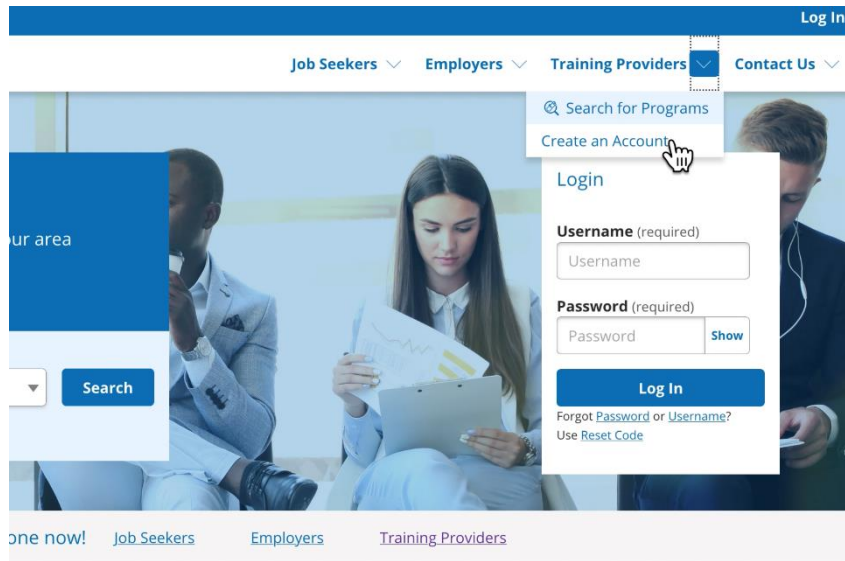 Log In
Job Seekers Employers Training Providers Contact Us
Search for Programs
Create an Account
Login
our area
Username (required)
Username
Password (required)
Password Show
Search
Log In
Forgot Password or Username?
Use Reset Code
one now! Job Seekers Employers Training Providers